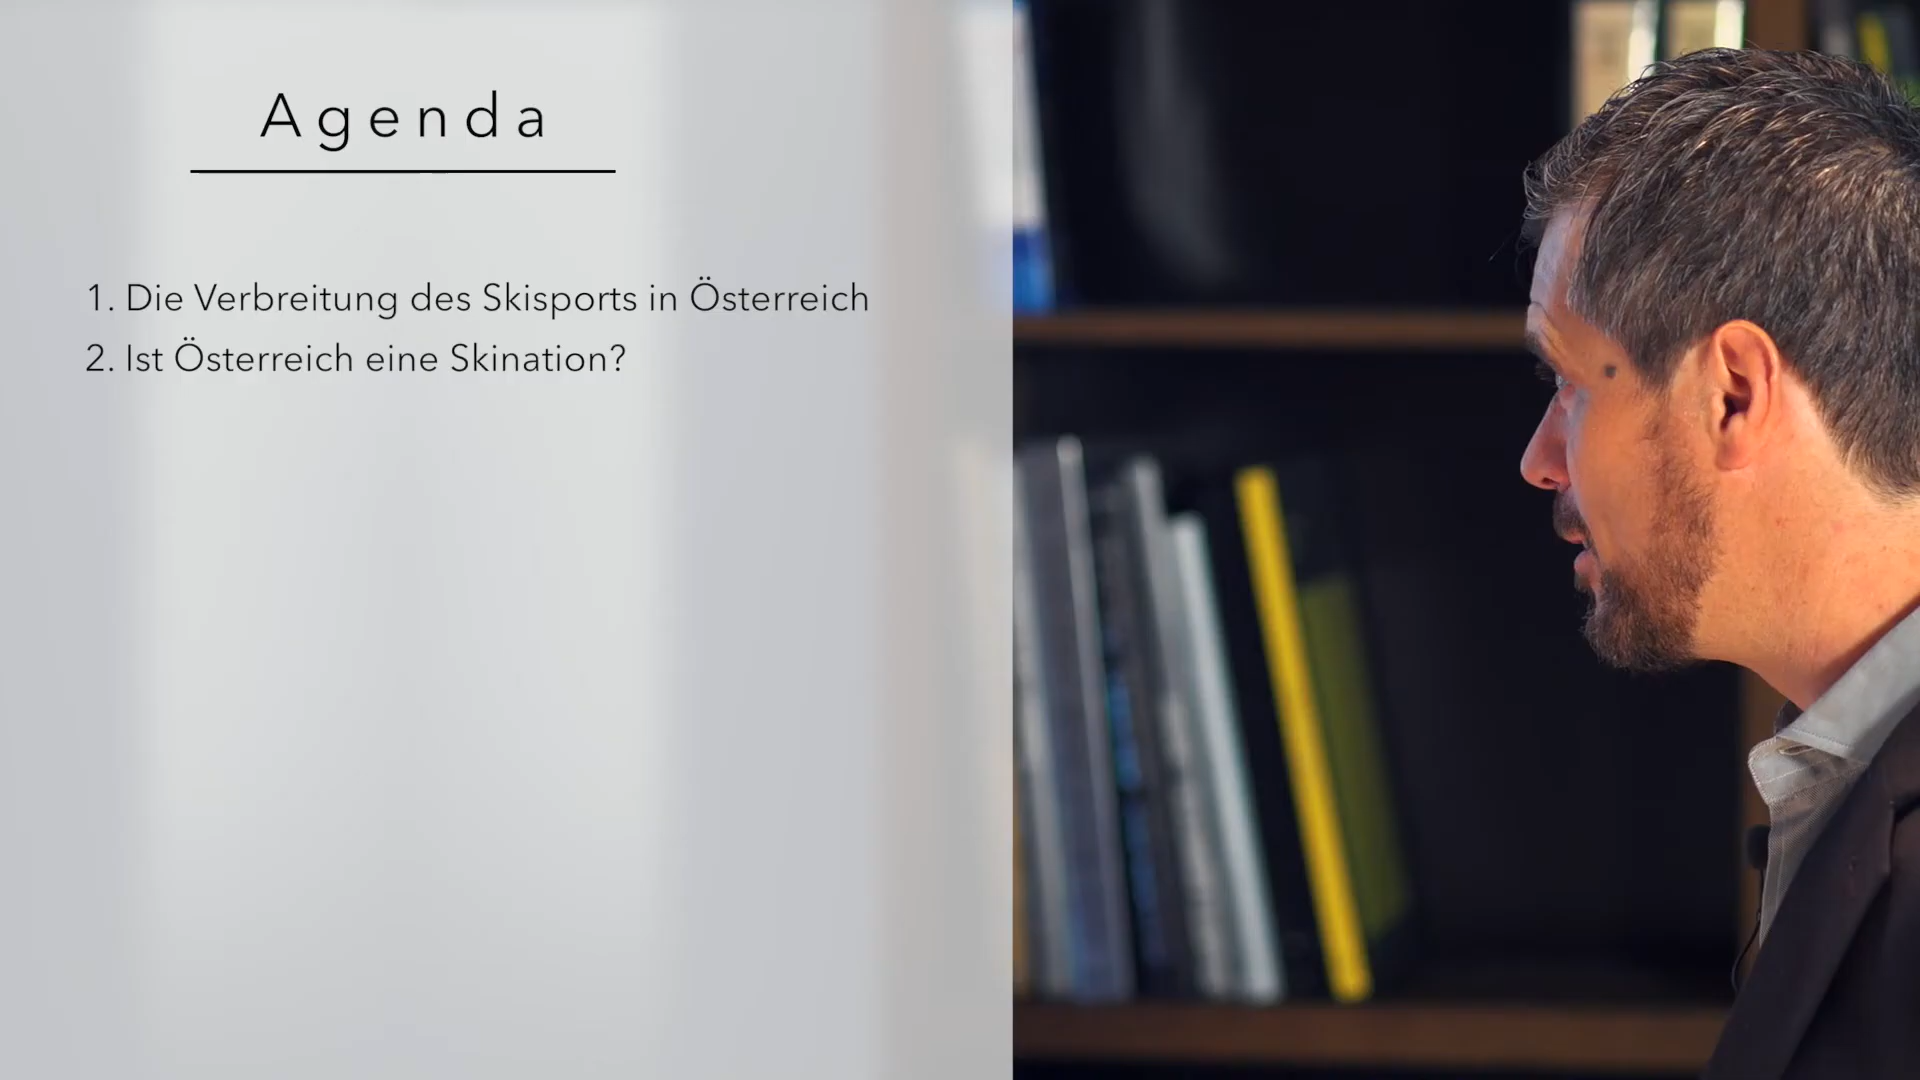 Agenda
1. Die Verbreitung des Skisports in Österreich
2. Ist Österreich eine Skination?